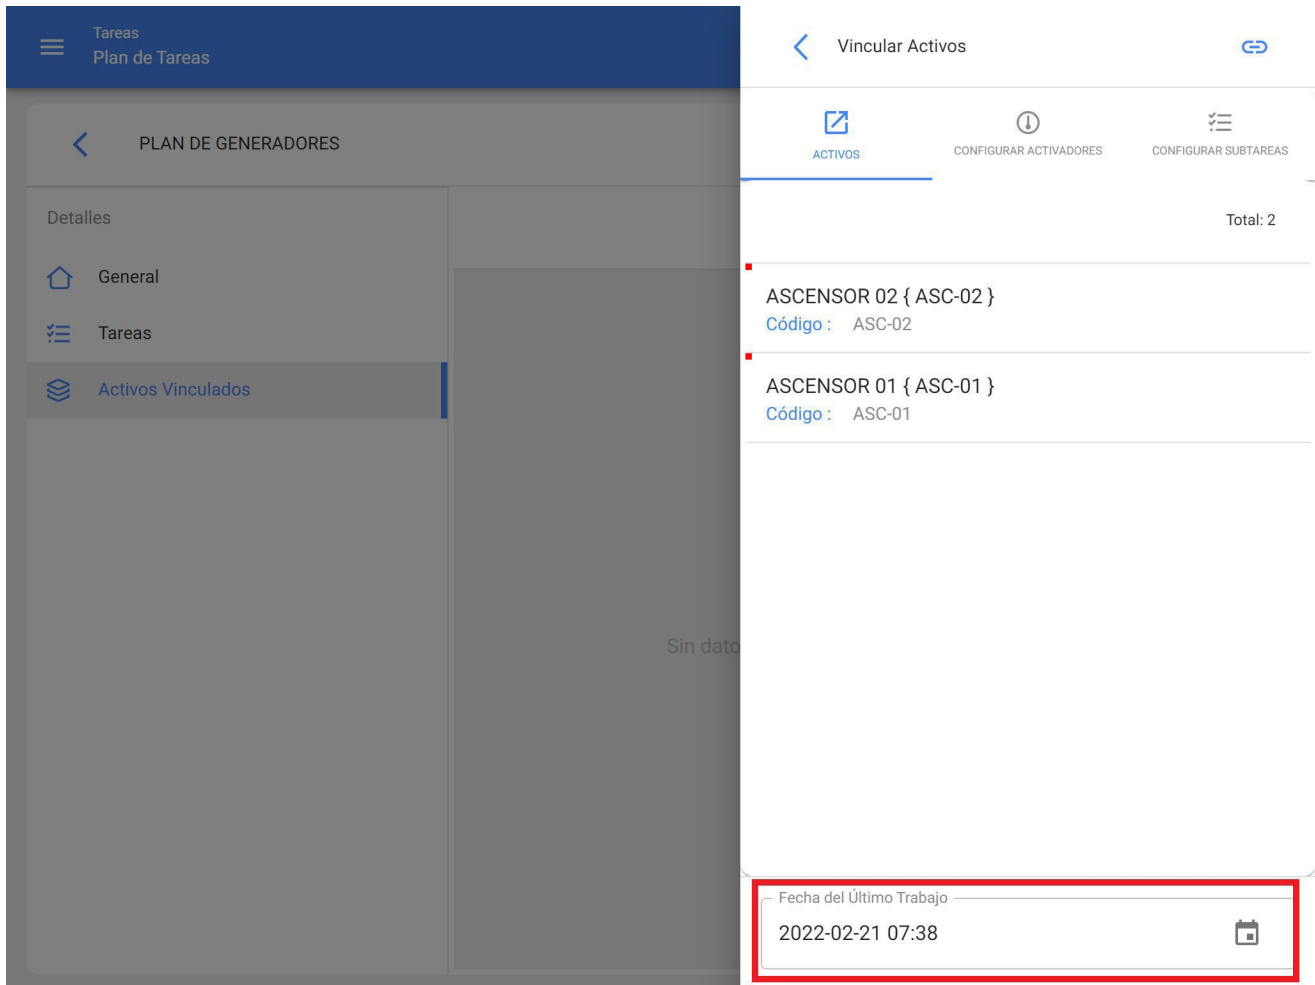 Tareas
Plan de Tareas
PLAN DE GENERADORES
Detalles
General
Tareas
Activos Vinculados
Sin dato
Vincular Activos
ACTIVOS
CONFIGURAR ACTIVADORES
CONFIGURAR SUBTAREAS
Total: 2
ASCENSOR 02 { ASC-02 }
Código : ASC-02
ASCENSOR 01 { ASC-01 }
Código : ASC-01
Fecha del Último Trabajo
2022-02-21 07:38